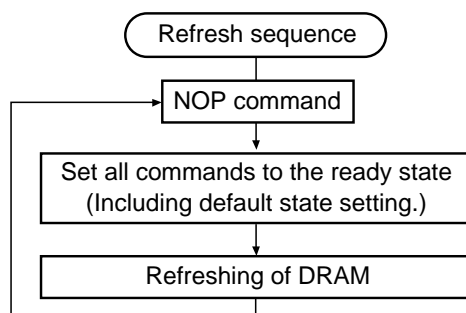 Refresh sequence
NOP command
Set all commands to the ready state
(Including default state setting.)
Refreshing of DRAM